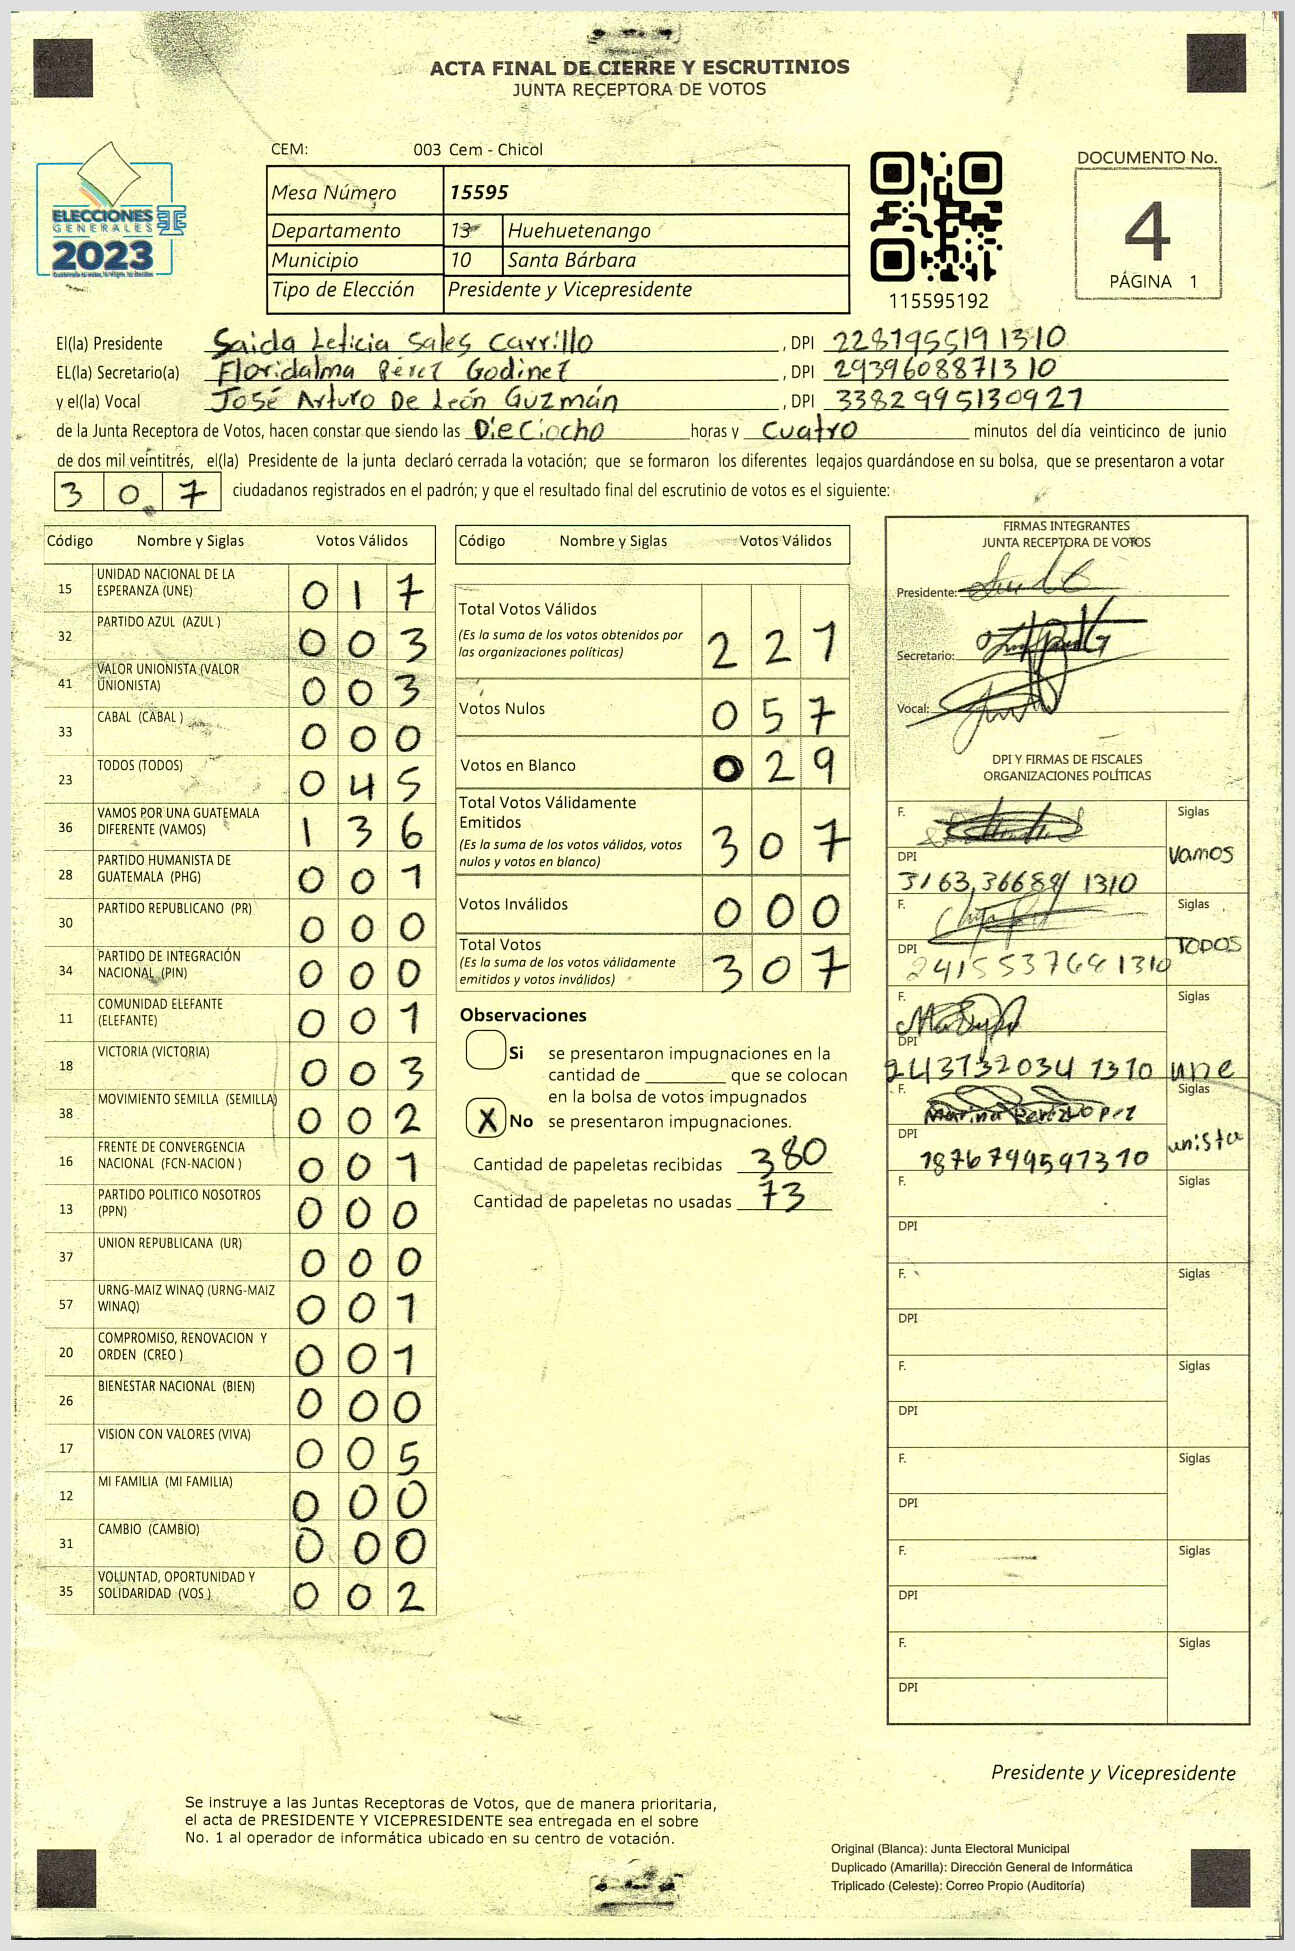 ACTA FINAL DE CIERRE Y ESCRUTINIOS
JUNTA RECEPTORA DE VOTOS
CEM: 003 Cem - Chicol
ELECCIONES
GENERALES
2023
Mesa Número 15595
Departamento 13 Huehuetenango
Municipio 10 Santa Bárbara
Tipo de Elección Presidente y Vicepresidente
115595192
DOCUMENTO No.
4
PÁGINA 1
El(la) Presidente Saida Leticia Sales Carrillo, DPI 2287955191310
EL(la) Secretario(a) Floridalma Pérez Godinez, DPI 2939608871310
y el(la) Vocal José Arturo De León Guzmán, DPI 3382995130927
de la Junta Receptora de Votos, hacen constar que siendo las Dieciocho horas y cuatro minutos del día veinticinco de junio
de dos mil veintitrés, el(la) Presidente de la junta declaró cerrada la votación; que se formaron los diferentes legajos guardándose en su bolsa, que se presentaron a votar
3 0 7 ciudadanos registrados en el padrón; y que el resultado final del escrutinio de votos es el siguiente:
Código Nombre y Siglas Votos Válidos
15 UNIDAD NACIONAL DE LA ESPERANZA (UNE) 0 1 7
32 PARTIDO AZUL (AZUL ) 0 0 3
41 VALOR UNIONISTA (VALOR UNIONISTA) 0 0 3
33 CABAL (CABAL ) 0 0 0
23 TODOS (TODOS) 0 4 5
36 VAMOS POR UNA GUATEMALA DIFERENTE (VAMOS) 1 3 6
28 PARTIDO HUMANISTA DE GUATEMALA (PHG) 0 0 1
30 PARTIDO REPUBLICANO (PR) 0 0 0
34 PARTIDO DE INTEGRACIÓN NACIONAL (PIN) 0 0 0
11 COMUNIDAD ELEFANTE (ELEFANTE) 0 0 1
18 VICTORIA (VICTORIA) 0 0 3
38 MOVIMIENTO SEMILLA (SEMILLA) 0 0 2
16 FRENTE DE CONVERGENCIA NACIONAL (FCN-NACION ) 0 0 1
13 PARTIDO POLITICO NOSOTROS (PPN) 0 0 0
37 UNION REPUBLICANA (UR) 0 0 0
57 URNG-MAIZ WINAQ (URNG-MAIZ WINAQ) 0 0 1
20 COMPROMISO, RENOVACION Y ORDEN (CREO ) 0 0 1
26 BIENESTAR NACIONAL (BIEN) 0 0 0
17 VISION CON VALORES (VIVA) 0 0 5
12 MI FAMILIA (MI FAMILIA) 0 0 0
31 CAMBIO (CAMBIO) 0 0 0
35 VOLUNTAD, OPORTUNIDAD Y SOLIDARIDAD (VOS ) 0 0 2
Código Nombre y Siglas Votos Válidos
Total Votos Válidos 2 2 1
(Es la suma de los votos obtenidos por
las organizaciones políticas)
Votos Nulos 0 5 7
Votos en Blanco 0 2 9
Total Votos Válidamente
Emitidos 3 0 7
(Es la suma de los votos válidos, votos
nulos y votos en blanco)
Votos Inválidos 0 0 0
Total Votos 3 0 7
(Es la suma de los votos válidamente
emitidos y votos inválidos)
Observaciones
Si se presentaron impugnaciones en la
cantidad de ________ que se colocan
en la bolsa de votos impugnados
X No se presentaron impugnaciones.
Cantidad de papeletas recibidas 380
Cantidad de papeletas no usadas 73
FIRMAS INTEGRANTES
JUNTA RECEPTORA DE VOTOS
Presidente:
Secretario:
Vocal:
DPI Y FIRMAS DE FISCALES
ORGANIZACIONES POLÍTICAS
F. Siglas
vamos
DPI
F. Siglas
TODOS
DPI
2415537681310
F. Siglas
DPI
2437320341310 une
F. Siglas
Marina Perez Lopez
DPI unista
1876799591310
F. Siglas
DPI
F. Siglas
DPI
F. Siglas
DPI
F. Siglas
DPI
F. Siglas
DPI
F. Siglas
DPI
Presidente y Vicepresidente
Se instruye a las Juntas Receptoras de Votos, que de manera prioritaria,
el acta de PRESIDENTE Y VICEPRESIDENTE sea entregada en el sobre
No. 1 al operador de informática ubicado en su centro de votación.
Original (Blanca): Junta Electoral Municipal
Duplicado (Amarilla): Dirección General de Informática
Triplicado (Celeste): Correo Propio (Auditoría)